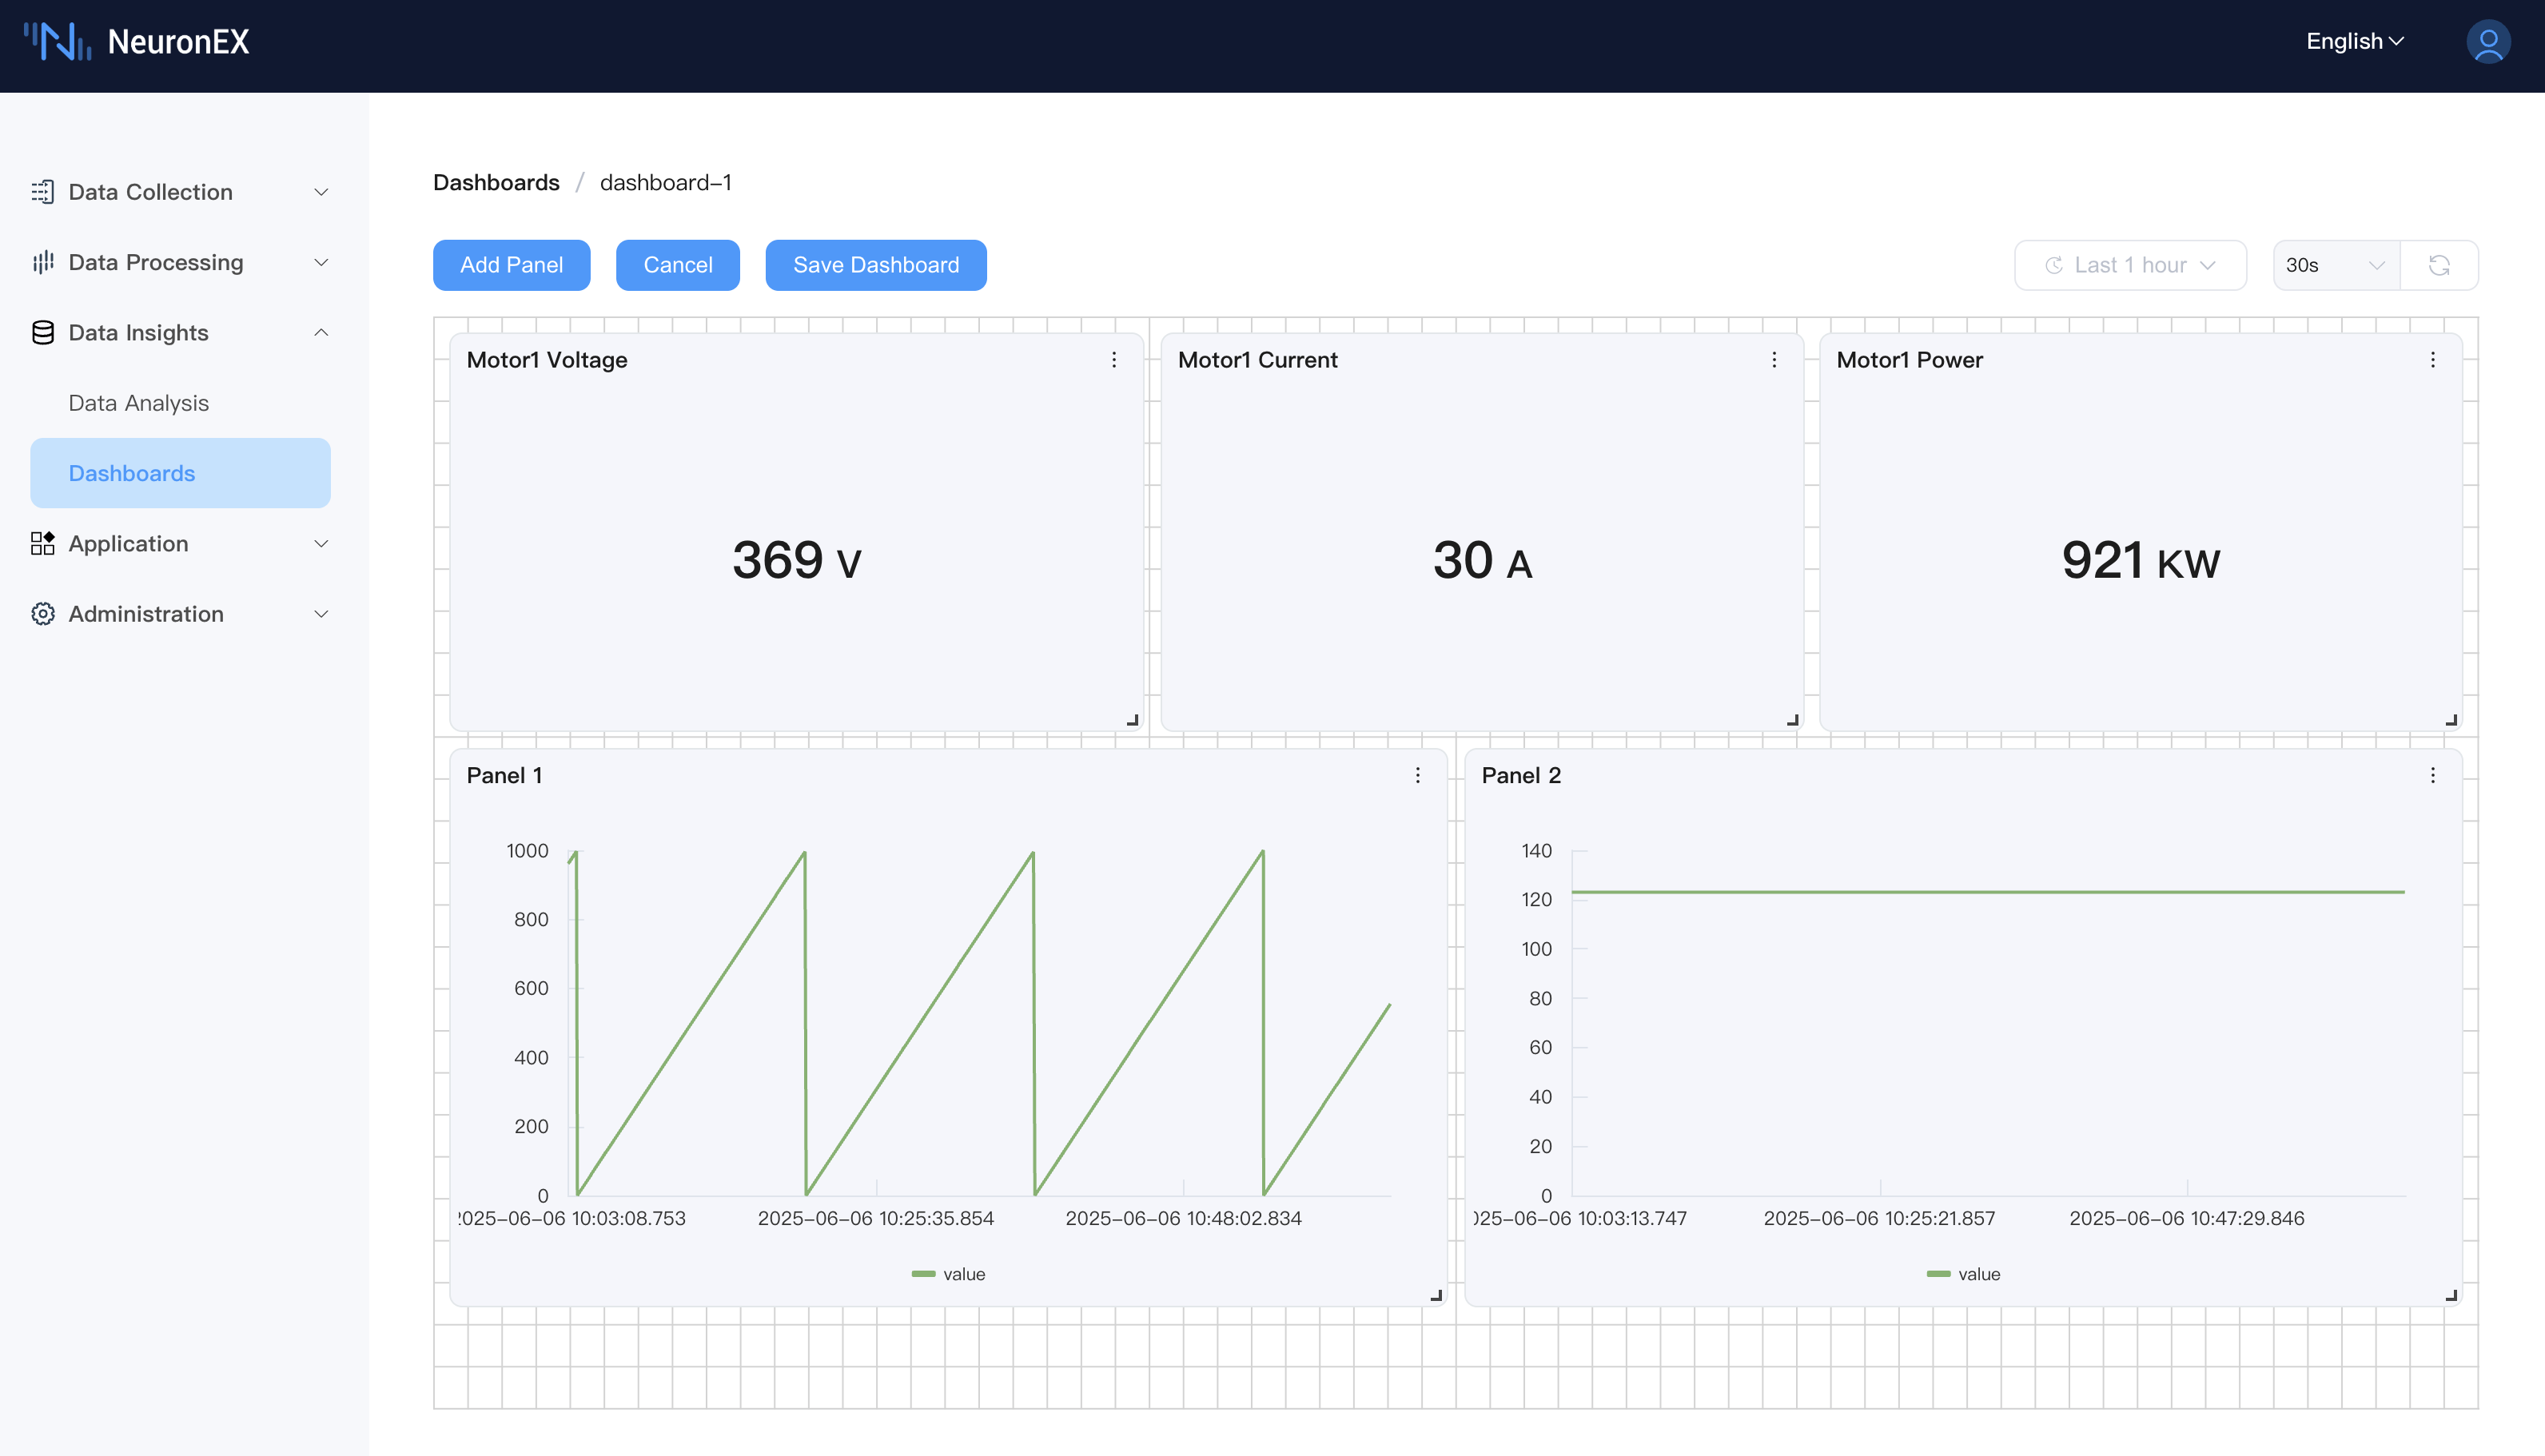 NeuronEX
English
Data Collection
Data Processing
Data Insights
Data Analysis
Dashboards
Application
Administration
Dashboards / dashboard-1
Add Panel
Cancel
Save Dashboard
Last 1 hour
30s
Motor1 Voltage
369 V
Motor1 Current
30 A
Motor1 Power
921 KW
Panel 1
1000
800
600
400
200
0
2025-06-06 10:03:08.753
2025-06-06 10:25:35.854
2025-06-06 10:48:02.834
value
Panel 2
140
120
100
80
60
40
20
0
025-06-06 10:03:13.747
2025-06-06 10:25:21.857
2025-06-06 10:47:29.846
value